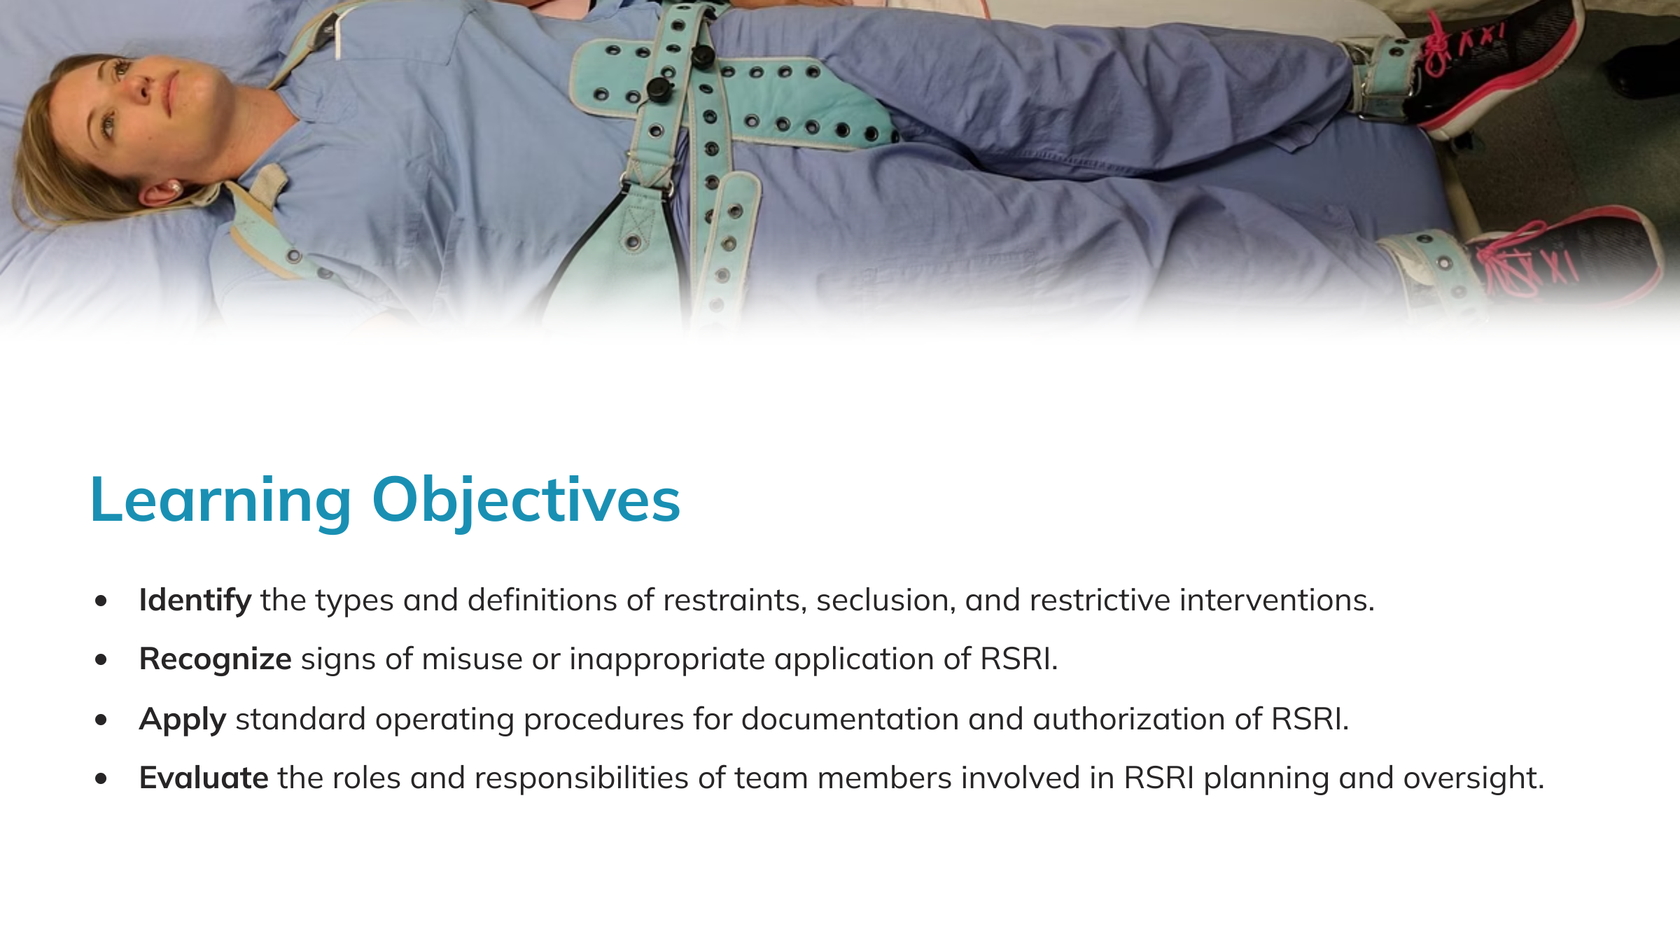 Learning Objectives
• Identify the types and definitions of restraints, seclusion, and restrictive interventions.
• Recognize signs of misuse or inappropriate application of RSRI.
• Apply standard operating procedures for documentation and authorization of RSRI.
• Evaluate the roles and responsibilities of team members involved in RSRI planning and oversight.